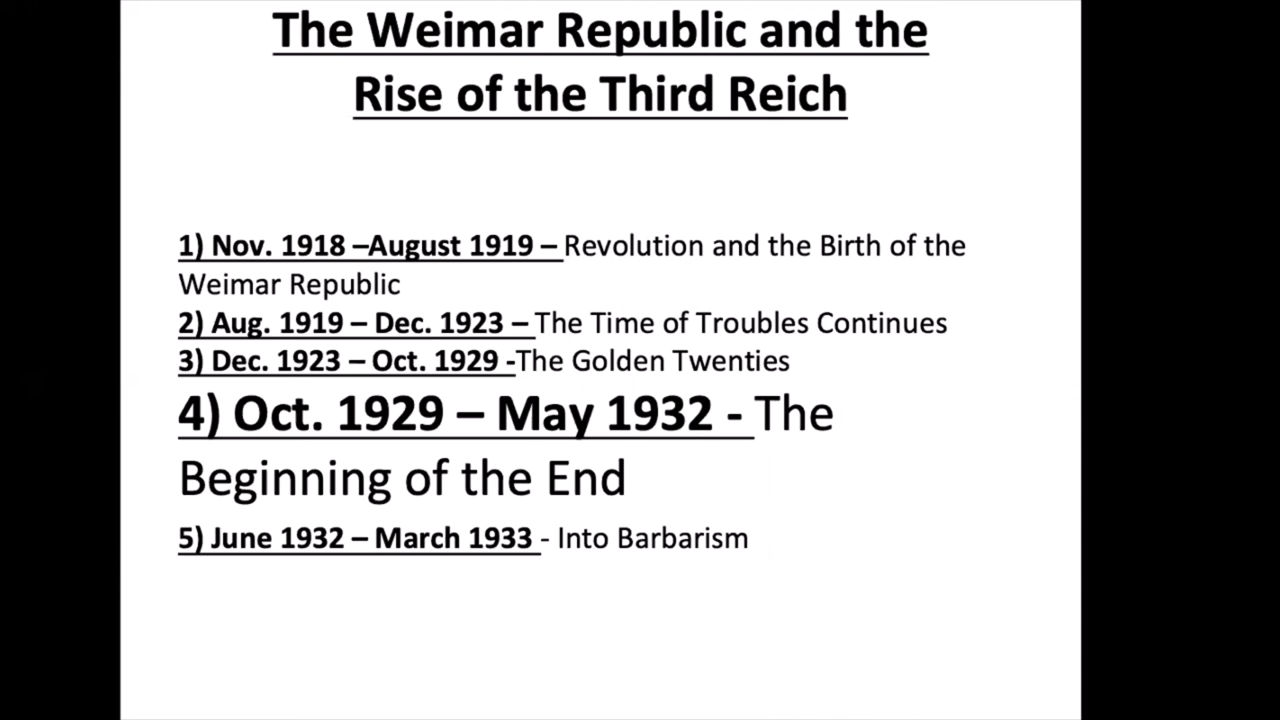 The Weimar Republic and the
Rise of the Third Reich
1) Nov. 1918 –August 1919 – Revolution and the Birth of the
Weimar Republic
2) Aug. 1919 – Dec. 1923 – The Time of Troubles Continues
3) Dec. 1923 – Oct. 1929 -The Golden Twenties
4) Oct. 1929 – May 1932 - The
Beginning of the End
5) June 1932 – March 1933 - Into Barbarism